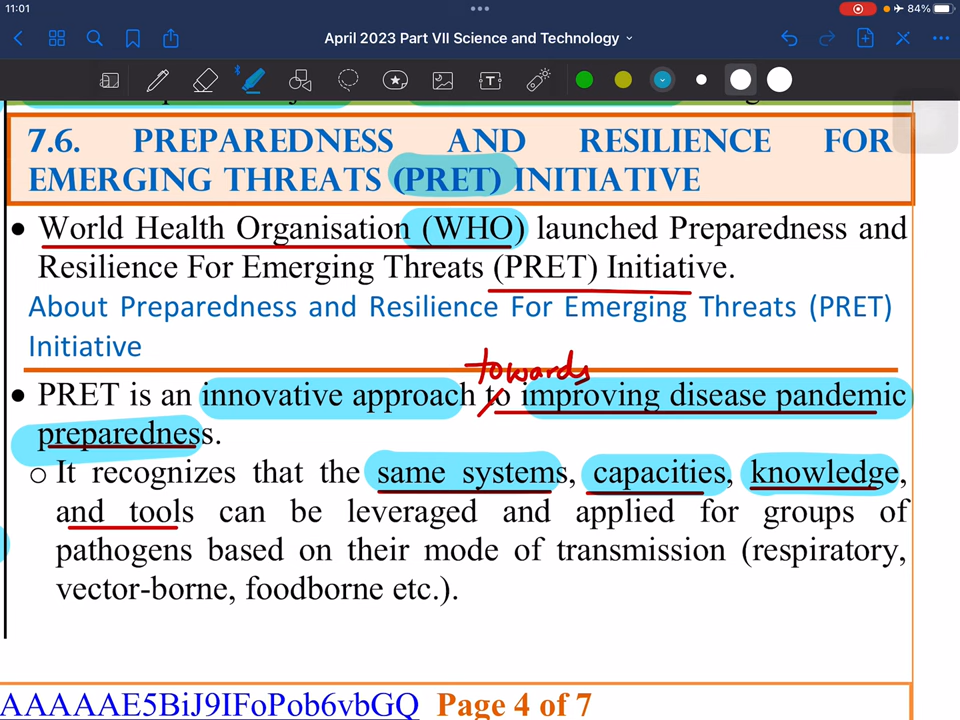 11:01
84%
April 2023 Part VII Science and Technology
7.6. PREPAREDNESS AND RESILIENCE FOR
EMERGING THREATS (PRET) INITIATIVE
• World Health Organisation (WHO) launched Preparedness and
Resilience For Emerging Threats (PRET) Initiative.
About Preparedness and Resilience For Emerging Threats (PRET)
Initiative
towards
• PRET is an innovative approach to improving disease pandemic
preparedness.
o It recognizes that the same systems, capacities, knowledge,
and tools can be leveraged and applied for groups of
pathogens based on their mode of transmission (respiratory,
vector-borne, foodborne etc.).
AAAAAE5BiJ9IFoPob6vbGQ Page 4 of 7